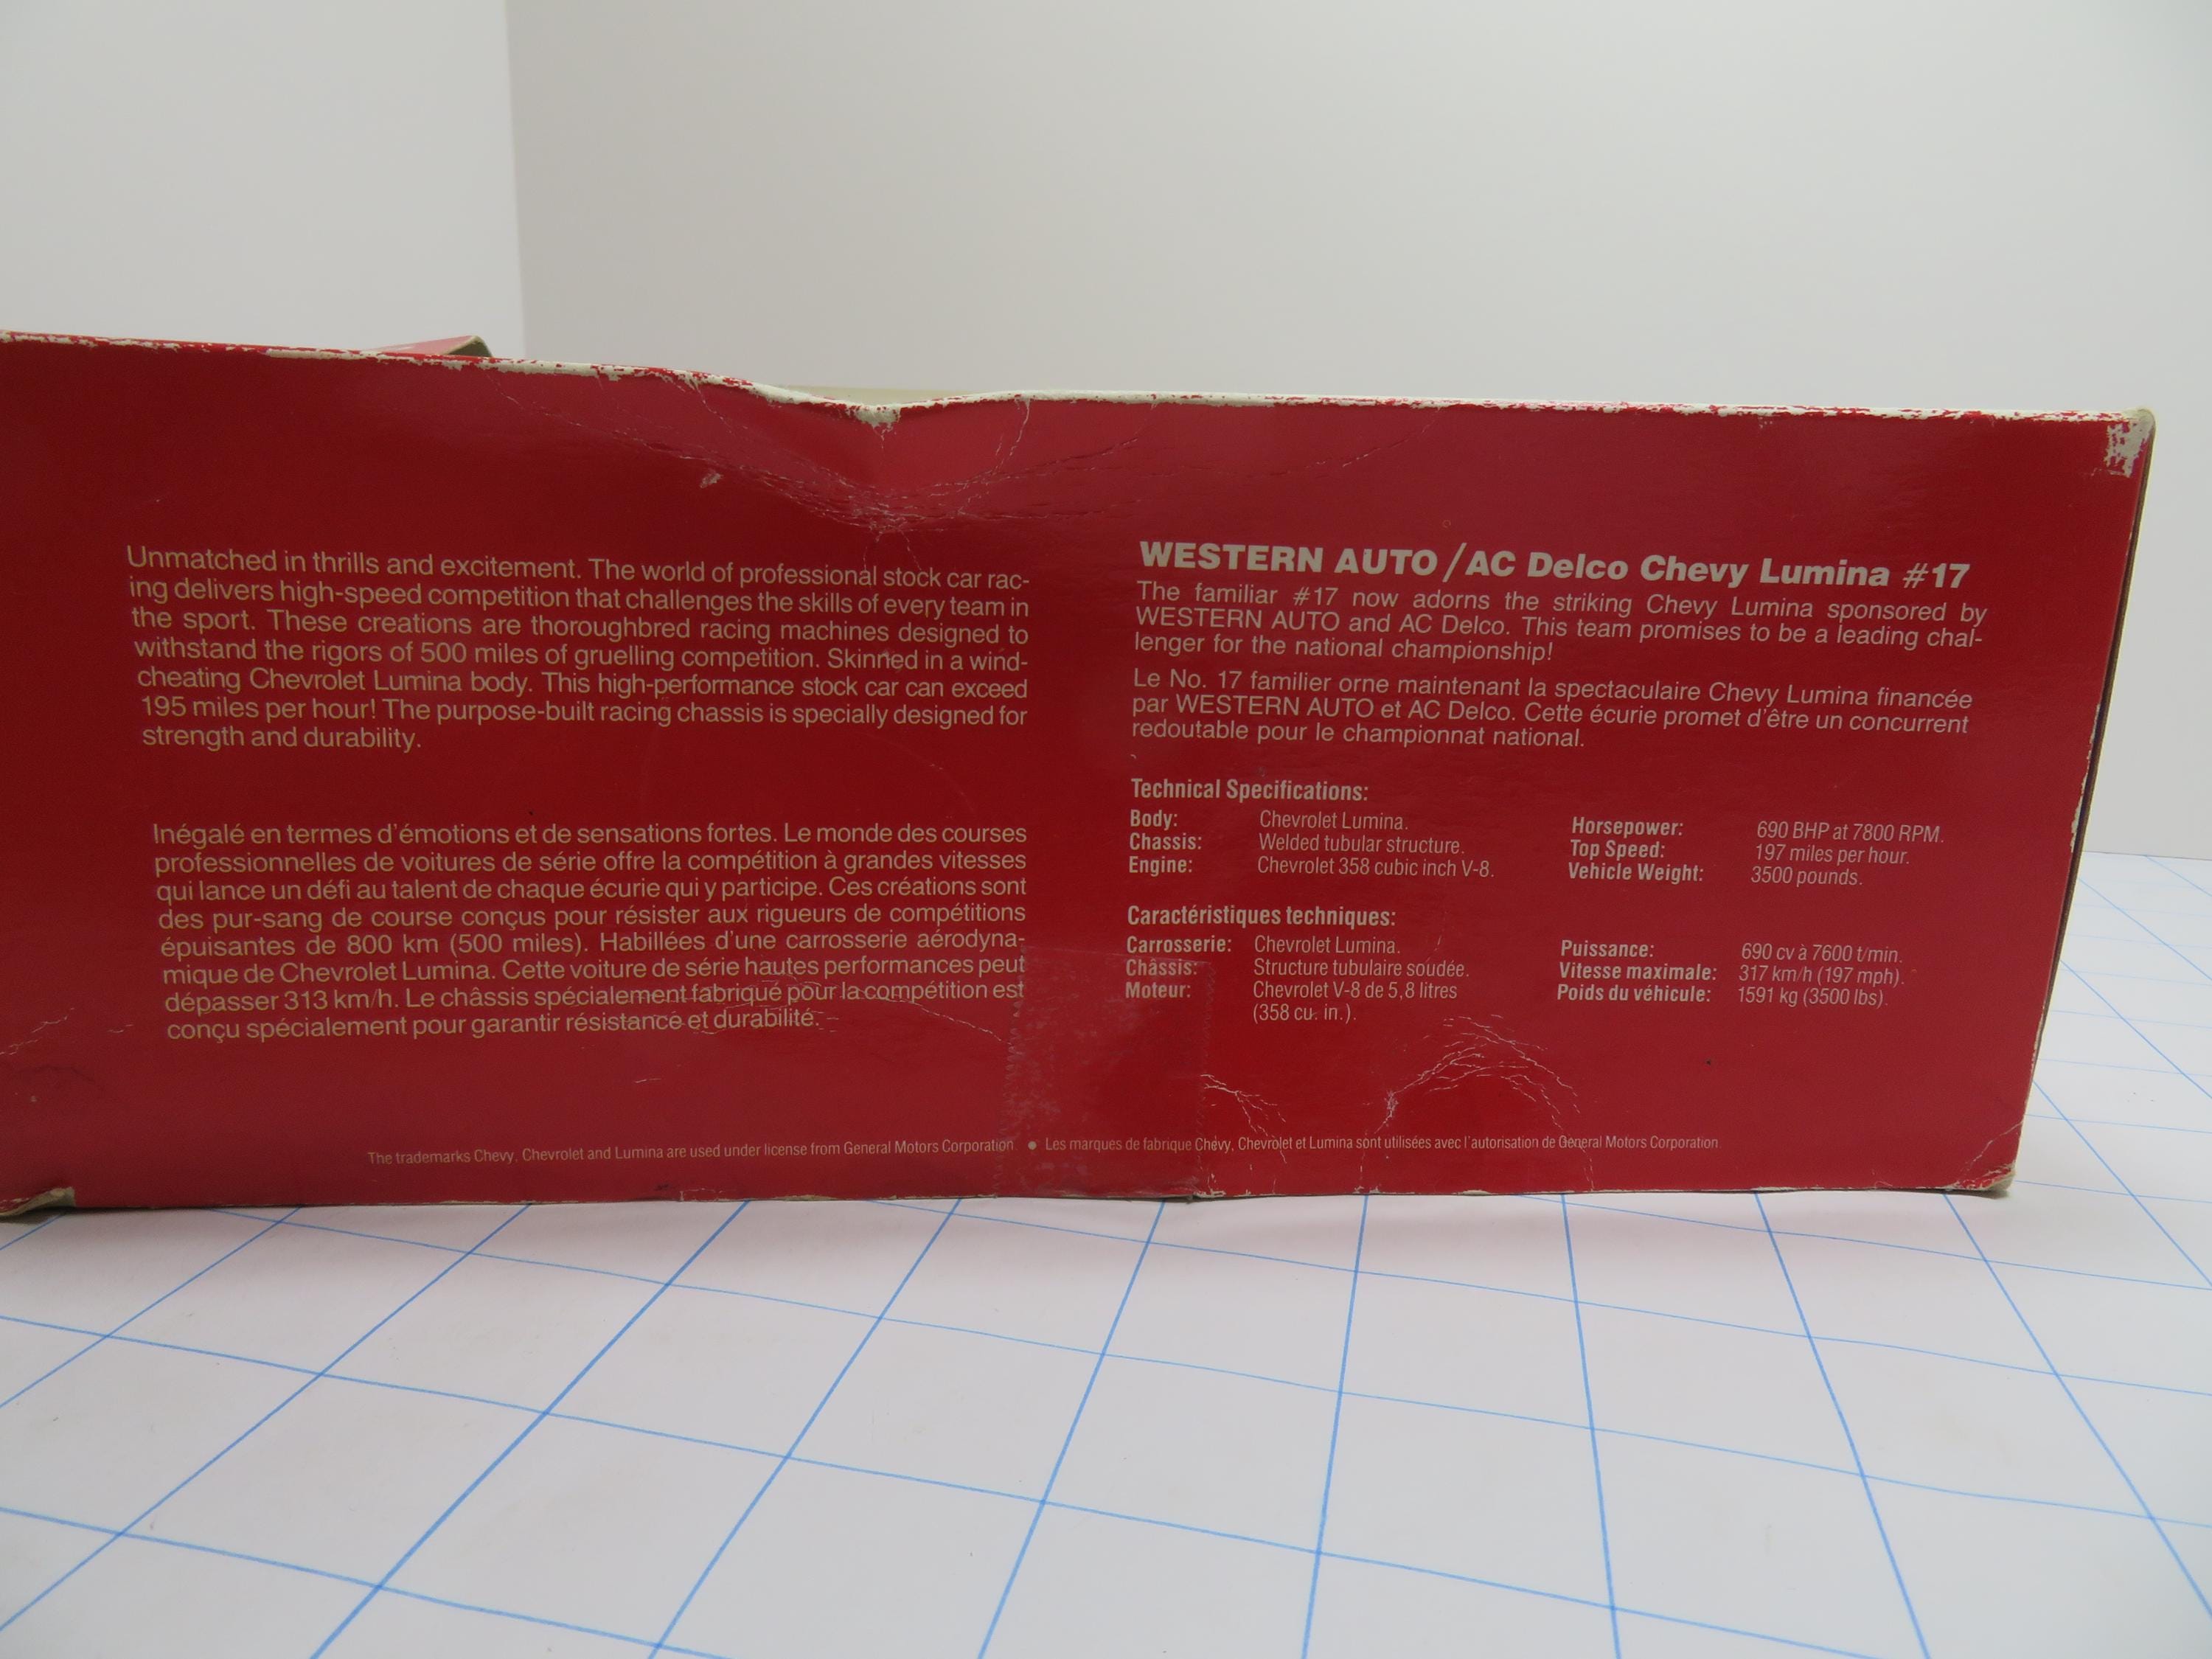 Unmatched in thrills and excitement. The world of professional stock car rac-
ing delivers high-speed competition that challenges the skills of every team in
the sport. These creations are thoroughbred racing machines designed to
withstand the rigors of 500 miles of gruelling competition. Skinned in a wind-
cheating Chevrolet Lumina body. This high-performance stock car can exceed
195 miles per hour! The purpose-built racing chassis is specially designed for
strength and durability.
Inégalé en termes d'émotions et de sensations fortes. Le monde des courses
professionnelles de voitures de série offre la compétition à grandes vitesses
qui lance un défi au talent de chaque écurie qui y participe. Ces créations sont
des pur-sang de course conçus pour résister aux rigueurs de compétitions
épuisantes de 800 km (500 miles). Habillées d'une carrosserie aérodyna-
mique de Chevrolet Lumina. Cette voiture de série hautes performances peut
dépasser 313 km/h. Le châssis spécialement fabriqué pour la compétition est
conçu spécialement pour garantir résistance et durabilité.
WESTERN AUTO/AC Delco Chevy Lumina #17
The familiar #17 now adorns the striking Chevy Lumina sponsored by
WESTERN AUTO and AC Delco. This team promises to be a leading chal-
lenger for the national championship!
Le No. 17 familier orne maintenant la spectaculaire Chevy Lumina financée
par WESTERN AUTO et AC Delco. Cette écurie promet d'être un concurrent
redoutable pour le championnat national.
Technical Specifications:
Body: Chevrolet Lumina. Horsepower: 690 BHP at 7800 RPM.
Chassis: Welded tubular structure. Top Speed: 197 miles per hour.
Engine: Chevrolet 358 cubic inch V-8. Vehicle Weight: 3500 pounds.
Caractéristiques techniques:
Carrosserie: Chevrolet Lumina. Puissance: 690 cv à 7600 t/min.
Châssis: Structure tubulaire soudée. Vitesse maximale: 317 km/h (197 mph).
Moteur: Chevrolet V-8 de 5,8 litres Poids du véhicule: 1591 kg (3500 lbs).
(358 cu. in.).
The trademarks Chevy, Chevrolet and Lumina are used under license from General Motors Corporation ● Les marques de fabrique Chevy, Chevrolet et Lumina sont utilisées avec l'autorisation de General Motors Corporation